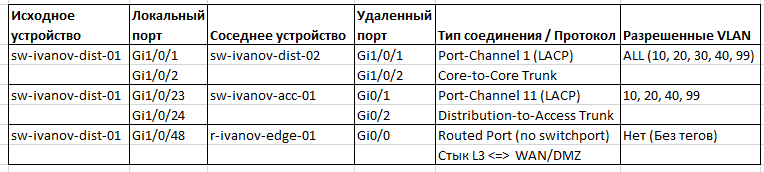 Исходное устройство	Локальный порт	Соседнее устройство	Удаленный порт	Тип соединения / Протокол	Разрешенные VLAN
sw-ivanov-dist-01	Gi1/0/1	sw-ivanov-dist-02	Gi1/0/1	Port-Channel 1 (LACP)	ALL (10, 20, 30, 40, 99)
Gi1/0/2	Gi1/0/2	Core-to-Core Trunk
sw-ivanov-dist-01	Gi1/0/23	sw-ivanov-acc-01	Gi0/1	Port-Channel 11 (LACP)	10, 20, 40, 99
Gi1/0/24	Gi0/2	Distribution-to-Access Trunk
sw-ivanov-dist-01	Gi1/0/48	r-ivanov-edge-01	Gi0/0	Routed Port (no switchport)	Нет (Без тегов)
Стык L3 <=> WAN/DMZ